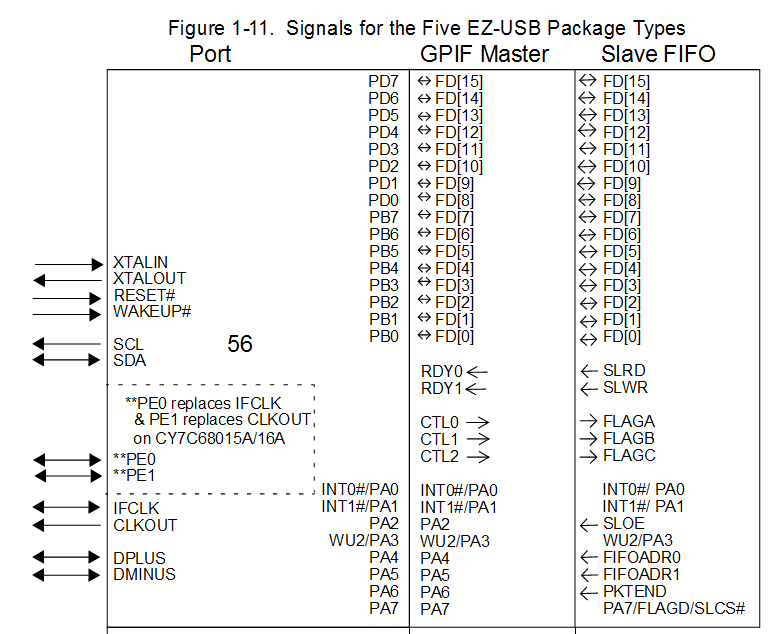 Figure 1-11. Signals for the Five EZ-USB Package Types
Port GPIF Master Slave FIFO
PD7 ↔ FD[15] ↔ FD[15]
PD6 ↔ FD[14] ↔ FD[14]
PD5 ↔ FD[13] ↔ FD[13]
PD4 ↔ FD[12] ↔ FD[12]
PD3 ↔ FD[11] ↔ FD[11]
PD2 ↔ FD[10] ↔ FD[10]
PD1 ↔ FD[9] ↔ FD[9]
PD0 ↔ FD[8] ↔ FD[8]
PB7 ↔ FD[7] ↔ FD[7]
PB6 ↔ FD[6] ↔ FD[6]
PB5 ↔ FD[5] ↔ FD[5]
XTALIN PB4 ↔ FD[4] ↔ FD[4]
XTALOUT PB3 ↔ FD[3] ↔ FD[3]
RESET# PB2 ↔ FD[2] ↔ FD[2]
WAKEUP# PB1 ↔ FD[1] ↔ FD[1]
SCL 56 PB0 ↔ FD[0] ↔ FD[0]
SDA
RDY0 ← ← SLRD
RDY1 ← ← SLWR
**PE0 replaces IFCLK
& PE1 replaces CLKOUT CTL0 → → FLAGA
on CY7C68015A/16A CTL1 → → FLAGB
**PE0 CTL2 → → FLAGC
**PE1
INT0#/PA0 INT0#/PA0 INT0#/ PA0
IFCLK INT1#/PA1 INT1#/PA1 INT1#/ PA1
CLKOUT PA2 PA2 ← SLOE
WU2/PA3 WU2/PA3 WU2/PA3
DPLUS PA4 PA4 ← FIFOADR0
DMINUS PA5 PA5 ← FIFOADR1
PA6 PA6 ← PKTEND
PA7 PA7 PA7/FLAGD/SLCS#